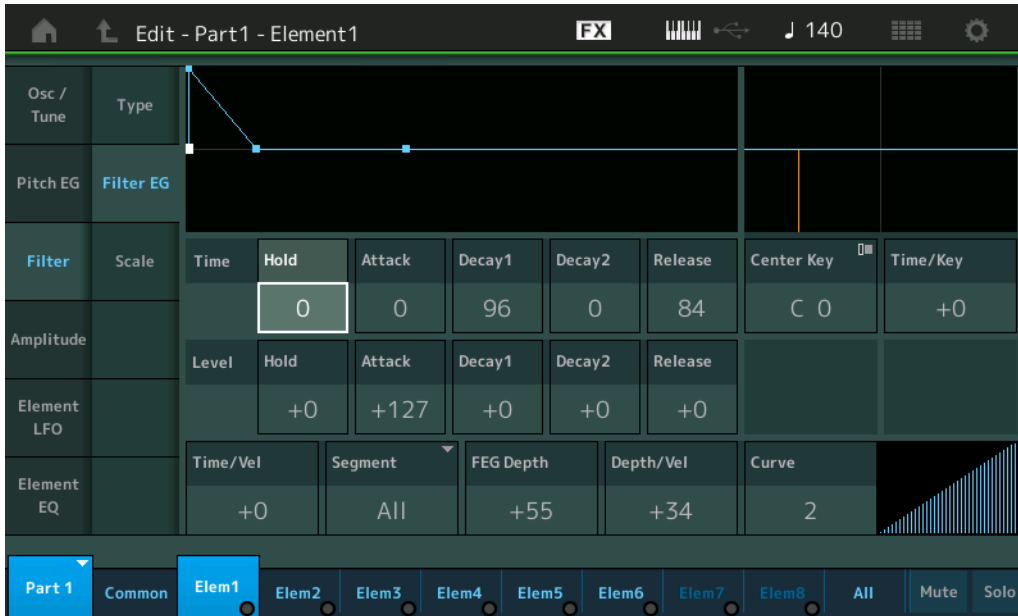 Edit - Part1 - Element1
FX
140
Osc /
Tune
Type
Pitch EG
Filter EG
Filter
Scale
Amplitude
Element
LFO
Element
EQ
Time
Hold
Attack
Decay1
Decay2
Release
Center Key
Time/Key
0
0
96
0
84
C 0
+0
Level
Hold
Attack
Decay1
Decay2
Release
+0
+127
+0
+0
+0
Time/Vel
Segment
FEG Depth
Depth/Vel
Curve
+0
All
+55
+34
2
Part 1
Common
Elem1
Elem2
Elem3
Elem4
Elem5
Elem6
Elem7
Elem8
All
Mute
Solo